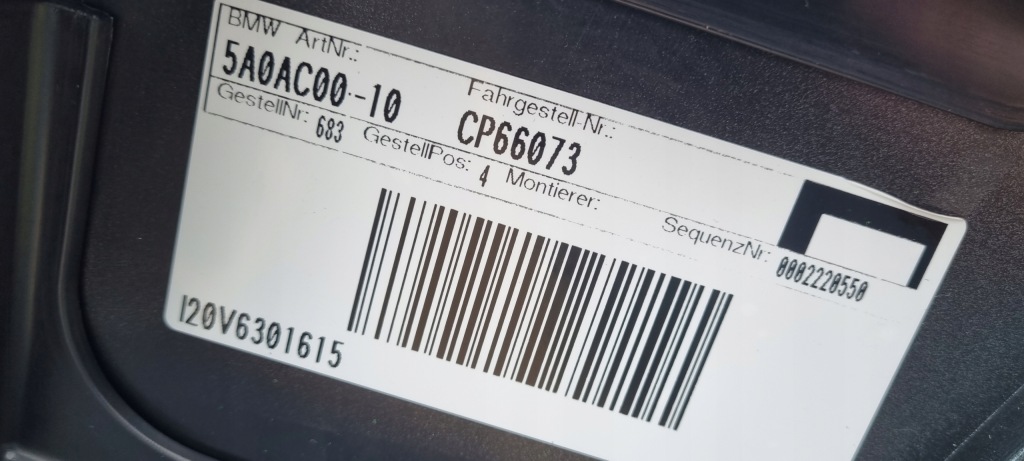 BMW ArtNr.: Fahrgestell-Nr.:
5A0AC00-10 CP66073
GestellNr: 683 GestellPos: 4 Montierer: SequenzNr: 0002220550
I20V6301615